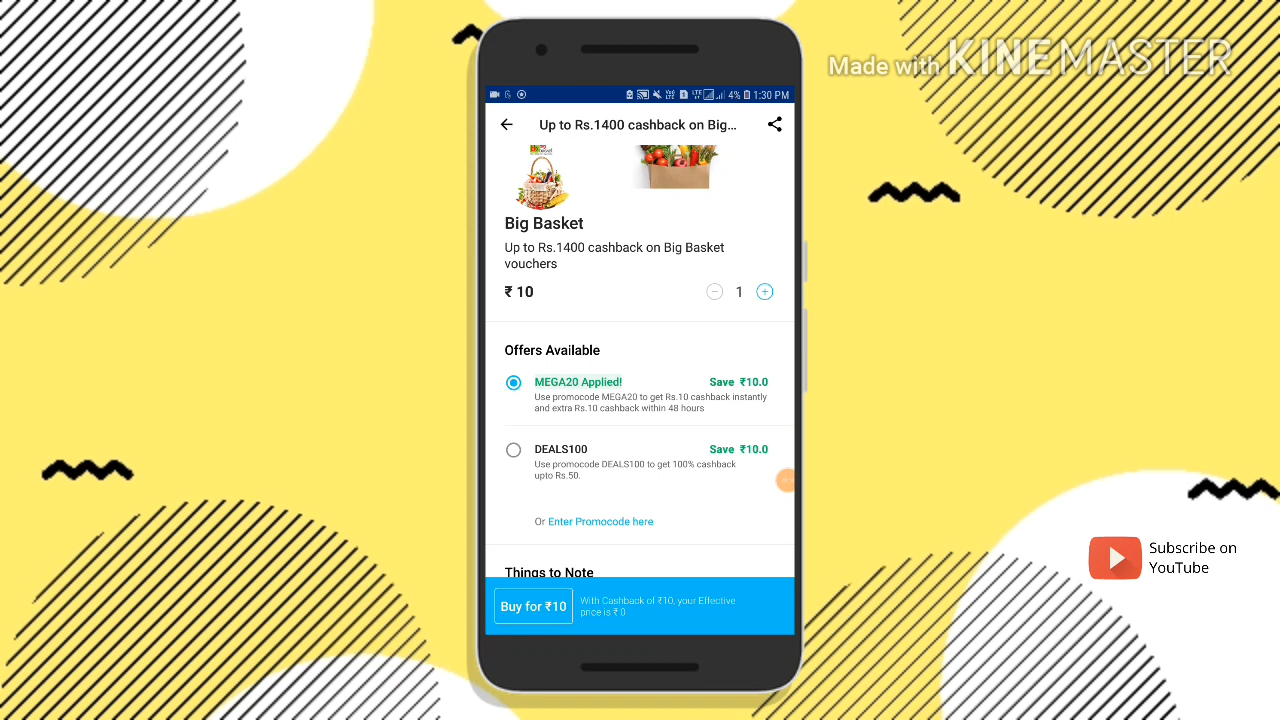 Made with KINEMASTER
4% 1:30 PM
Up to Rs.1400 cashback on Big...
Big Basket
Up to Rs.1400 cashback on Big Basket
vouchers
₹ 10
1
Offers Available
MEGA20 Applied! Save ₹10.0
Use promocode MEGA20 to get Rs.10 cashback instantly
and extra Rs.10 cashback within 48 hours
DEALS100 Save ₹10.0
Use promocode DEALS100 to get 100% cashback
upto Rs.50.
Or Enter Promocode here
Things to Note
Buy for ₹10
With Cashback of ₹10, your Effective
price is ₹ 0
Subscribe on
YouTube